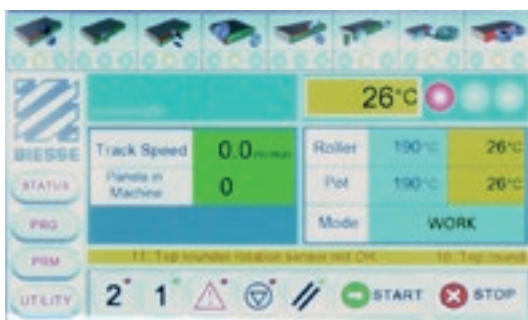 26°C
BIESSE
Track Speed 0.0 m/min
Roller 190°C 26°C
STATUS
Panels in Machine 0
Pot 190°C 26°C
PRG
Mode WORK
PRM
11: Top rounder rotation sensor not OK 10: Top round
UTILITY
2 1 START STOP